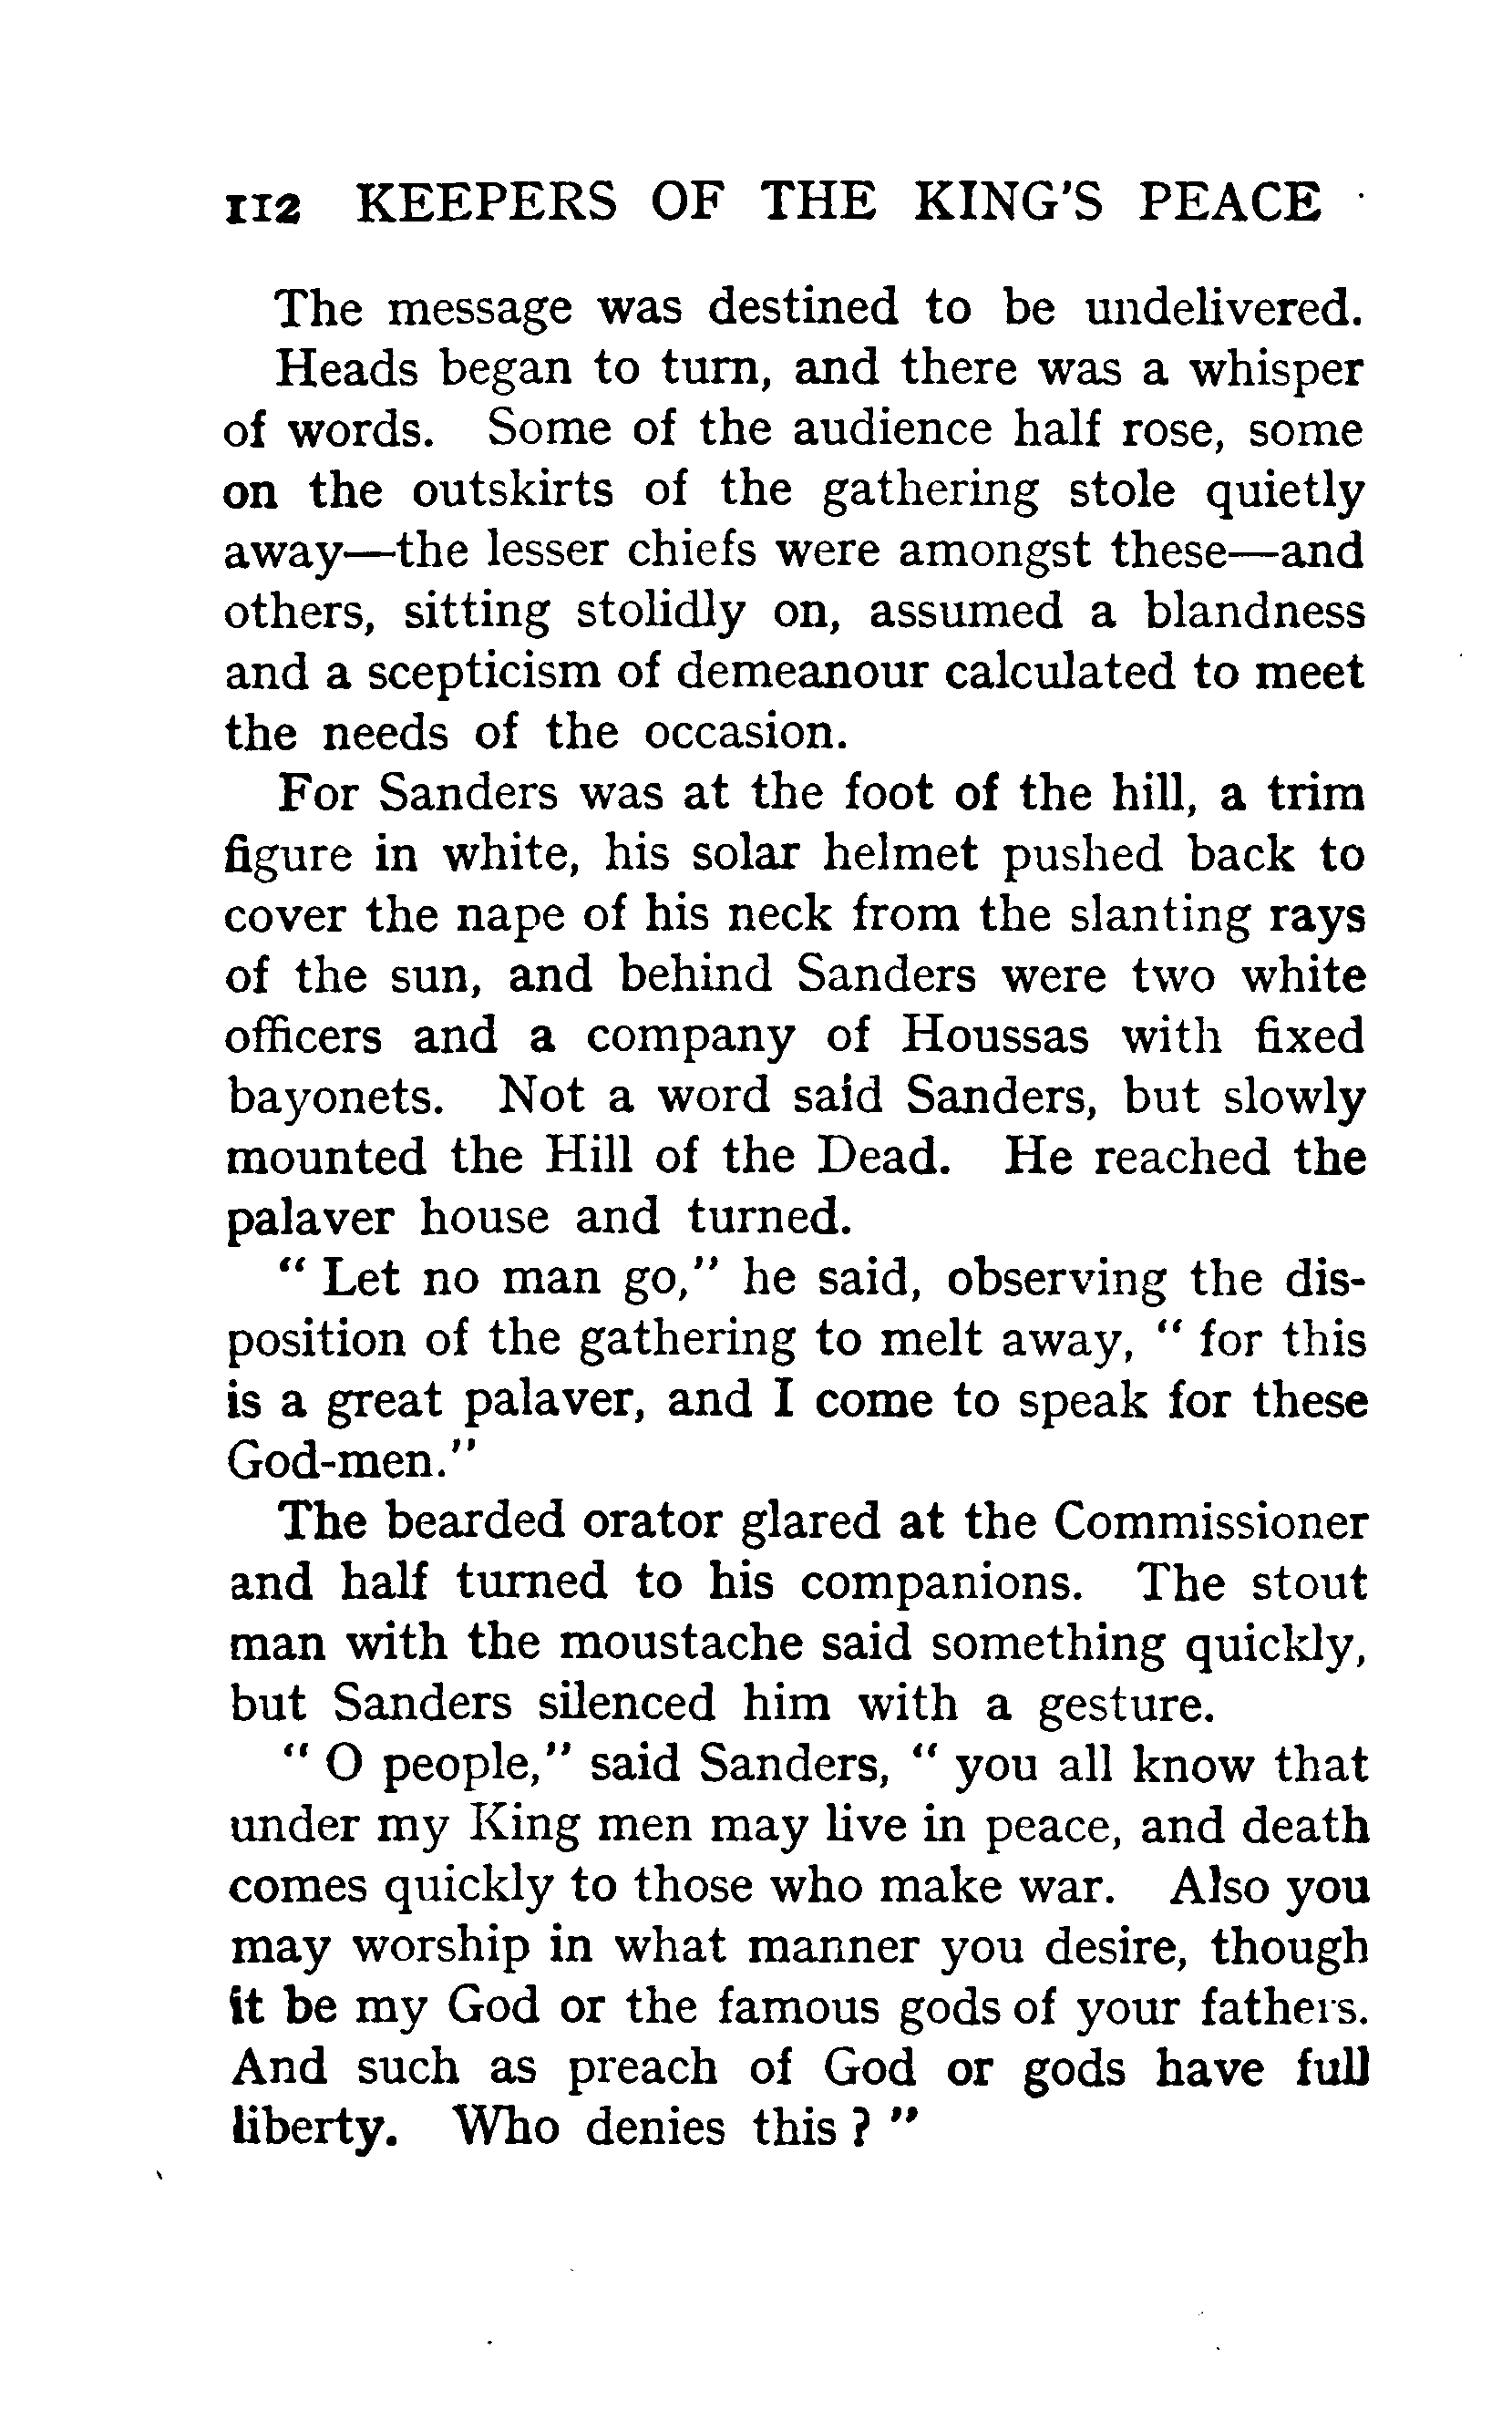 112 KEEPERS OF THE KING'S PEACE
The message was destined to be undelivered.
Heads began to turn, and there was a whisper
of words. Some of the audience half rose, some
on the outskirts of the gathering stole quietly
away—the lesser chiefs were amongst these—and
others, sitting stolidly on, assumed a blandness
and a scepticism of demeanour calculated to meet
the needs of the occasion.
For Sanders was at the foot of the hill, a trim
figure in white, his solar helmet pushed back to
cover the nape of his neck from the slanting rays
of the sun, and behind Sanders were two white
officers and a company of Houssas with fixed
bayonets. Not a word said Sanders, but slowly
mounted the Hill of the Dead. He reached the
palaver house and turned.
" Let no man go," he said, observing the dis-
position of the gathering to melt away, " for this
is a great palaver, and I come to speak for these
God-men."
The bearded orator glared at the Commissioner
and half turned to his companions. The stout
man with the moustache said something quickly,
but Sanders silenced him with a gesture.
" O people," said Sanders, " you all know that
under my King men may live in peace, and death
comes quickly to those who make war. Also you
may worship in what manner you desire, though
it be my God or the famous gods of your fathers.
And such as preach of God or gods have full
liberty. Who denies this ? "